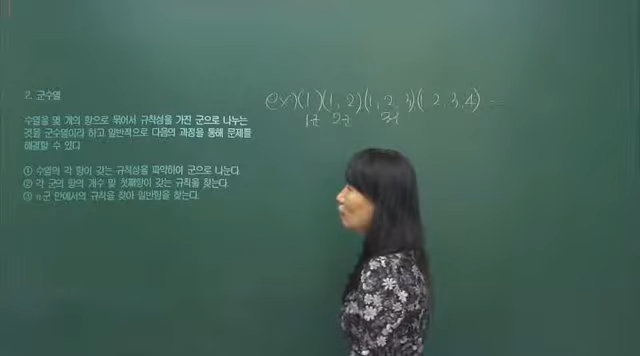 2. 군수열
수열을 몇 개의 항으로 묶어서 규칙성을 가진 군으로 나누는
것을 군수열이라 하고 일반적으로 다음의 과정을 통해 문제를
해결할 수 있다
① 수열의 각 항이 갖는 규칙성을 파악하여 군으로 나눈다.
② 각 군의 항의 개수 및 첫째항이 갖는 규칙을 찾는다.
③ n군 안에서의 규칙을 찾아 일반항을 찾는다.
ex)(1)(1, 2)(1, 2, 3)(1 2, 3, 4) ...
1군 2군